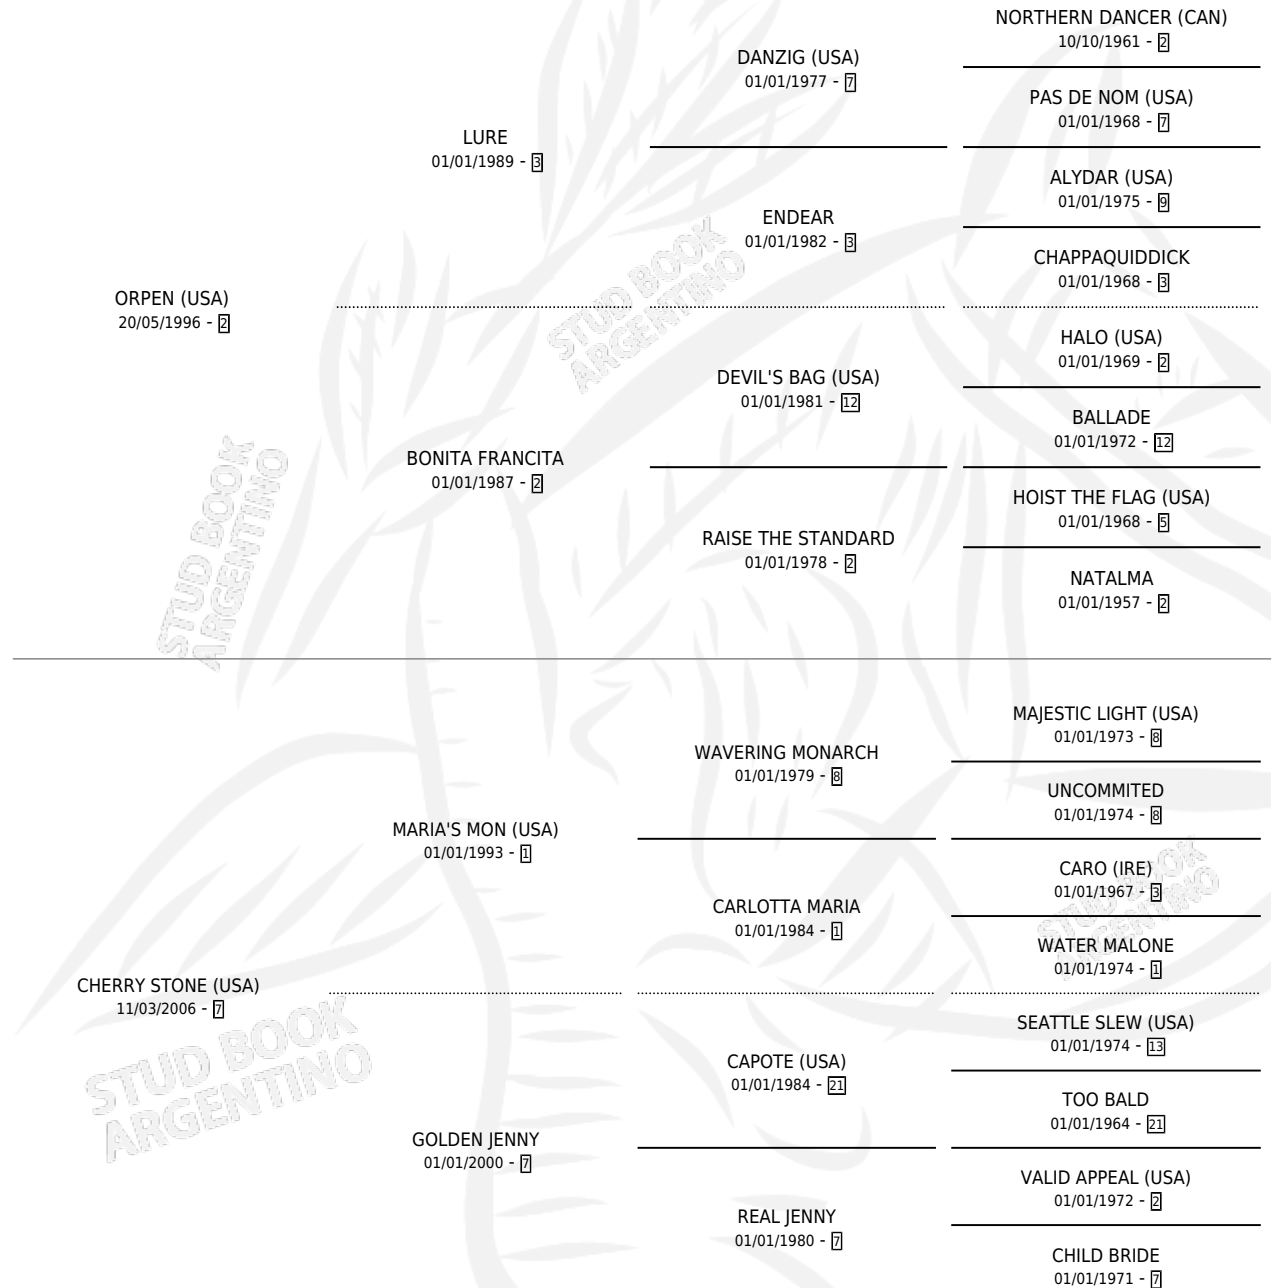 NORTHERN DANCER (CAN)
10/10/1961 - 2
DANZIG (USA)
01/01/1977 - 7
PAS DE NOM (USA)
01/01/1968 - 7
LURE
01/01/1989 - 3
ALYDAR (USA)
01/01/1975 - 9
ENDEAR
01/01/1982 - 3
CHAPPAQUIDDICK
01/01/1968 - 3
ORPEN (USA)
20/05/1996 - 2
HALO (USA)
01/01/1969 - 2
DEVIL'S BAG (USA)
01/01/1981 - 12
BALLADE
01/01/1972 - 12
BONITA FRANCITA
01/01/1987 - 2
HOIST THE FLAG (USA)
01/01/1968 - 5
RAISE THE STANDARD
01/01/1978 - 2
NATALMA
01/01/1957 - 2
STUD BOOK
ARGENTINO
STUD BOOK
ARGENTINO
MAJESTIC LIGHT (USA)
01/01/1973 - 8
WAVERING MONARCH
01/01/1979 - 8
UNCOMMITED
01/01/1974 - 8
MARIA'S MON (USA)
01/01/1993 - 1
CARO (IRE)
01/01/1967 - 3
CARLOTTA MARIA
01/01/1984 - 1
WATER MALONE
01/01/1974 - 1
STUD BOOK
ARGENTINO
CHERRY STONE (USA)
11/03/2006 - 7
SEATTLE SLEW (USA)
01/01/1974 - 13
CAPOTE (USA)
01/01/1984 - 21
TOO BALD
01/01/1964 - 21
STUD BOOK
ARGENTINO
GOLDEN JENNY
01/01/2000 - 7
VALID APPEAL (USA)
01/01/1972 - 2
REAL JENNY
01/01/1980 - 7
CHILD BRIDE
01/01/1971 - 7